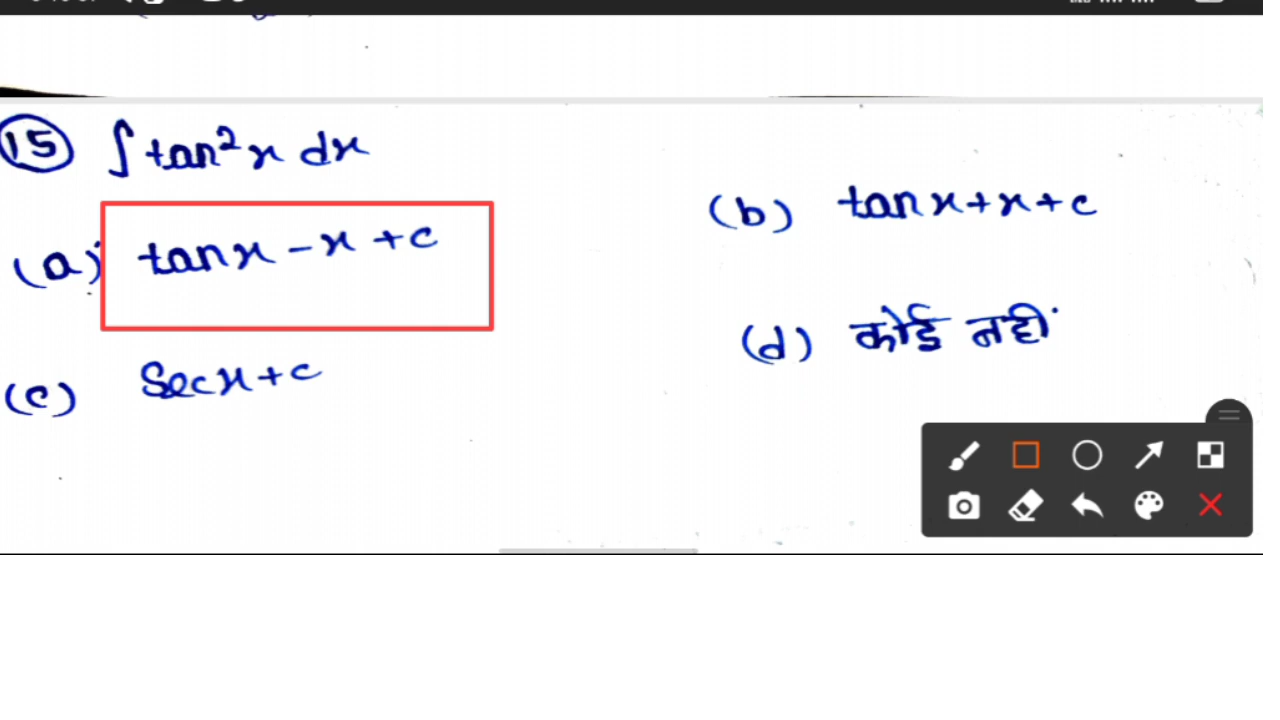 15 ∫ tan²x dx
(a) tanx - x + c
(b) tanx + x + c
(c) Secx + c
(d) कोई नहीं